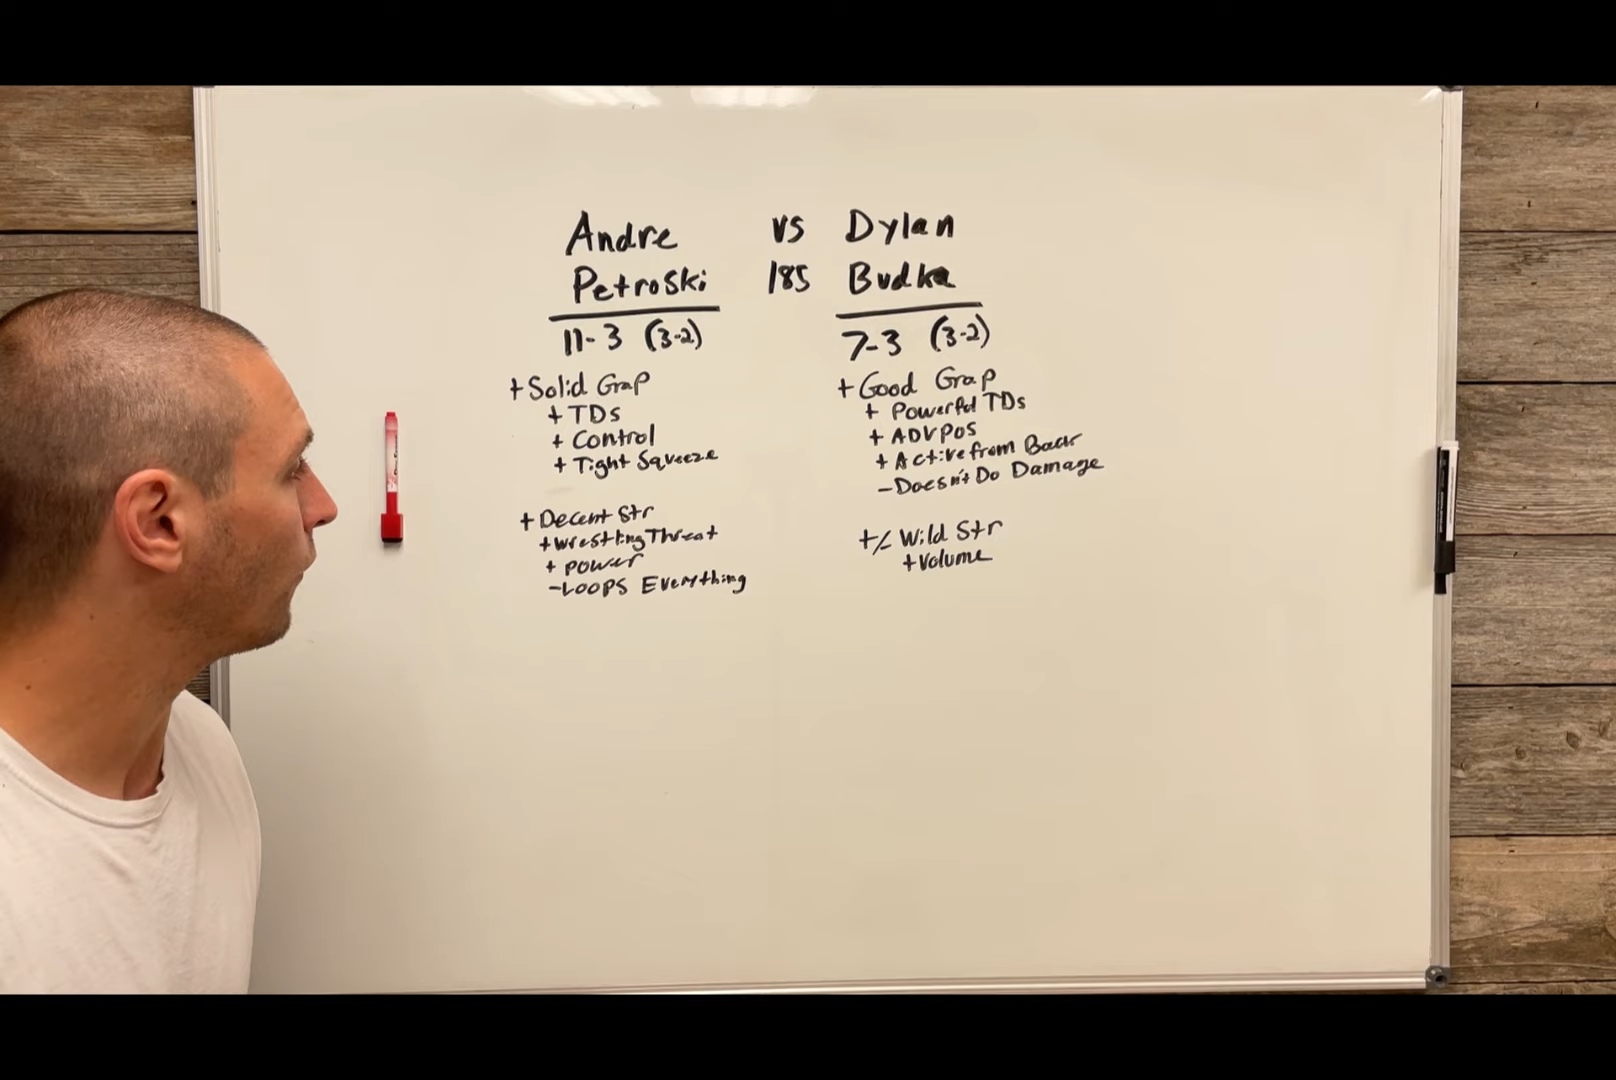 Andre vs Dylan
Petroski 185 Budka
11-3 (3-2)
7-3 (3-2)
+ Solid Grap
+ TDs
+ Control
+ Tight Squeeze
+ Decent Str
+ Wrestling Threat
+ Power
- Loops Everything
+ Good Grap
+ Powerful TDs
+ ADV POS
+ Active from Back
- Doesn't Do Damage
+/- Wild Str
+ Volume